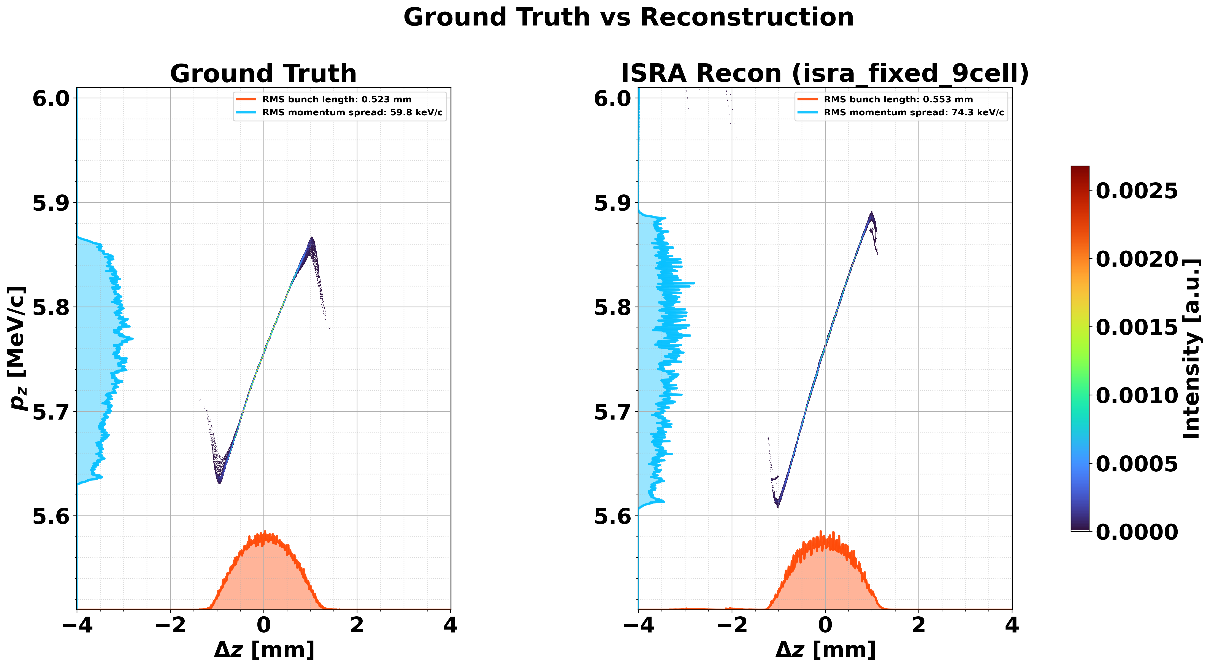 Ground Truth vs Reconstruction
Ground Truth
RMS bunch length: 0.523 mm
RMS momentum spread: 59.8 keV/c
6.0
5.9
5.8
5.7
5.6
p_z [MeV/c]
−4
−2
0
2
4
Δz [mm]
ISRA Recon (isra_fixed_9cell)
RMS bunch length: 0.553 mm
RMS momentum spread: 74.3 keV/c
6.0
5.9
5.8
5.7
5.6
−4
−2
0
2
4
Δz [mm]
0.0025
0.0020
0.0015
0.0010
0.0005
0.0000
Intensity [a.u.]